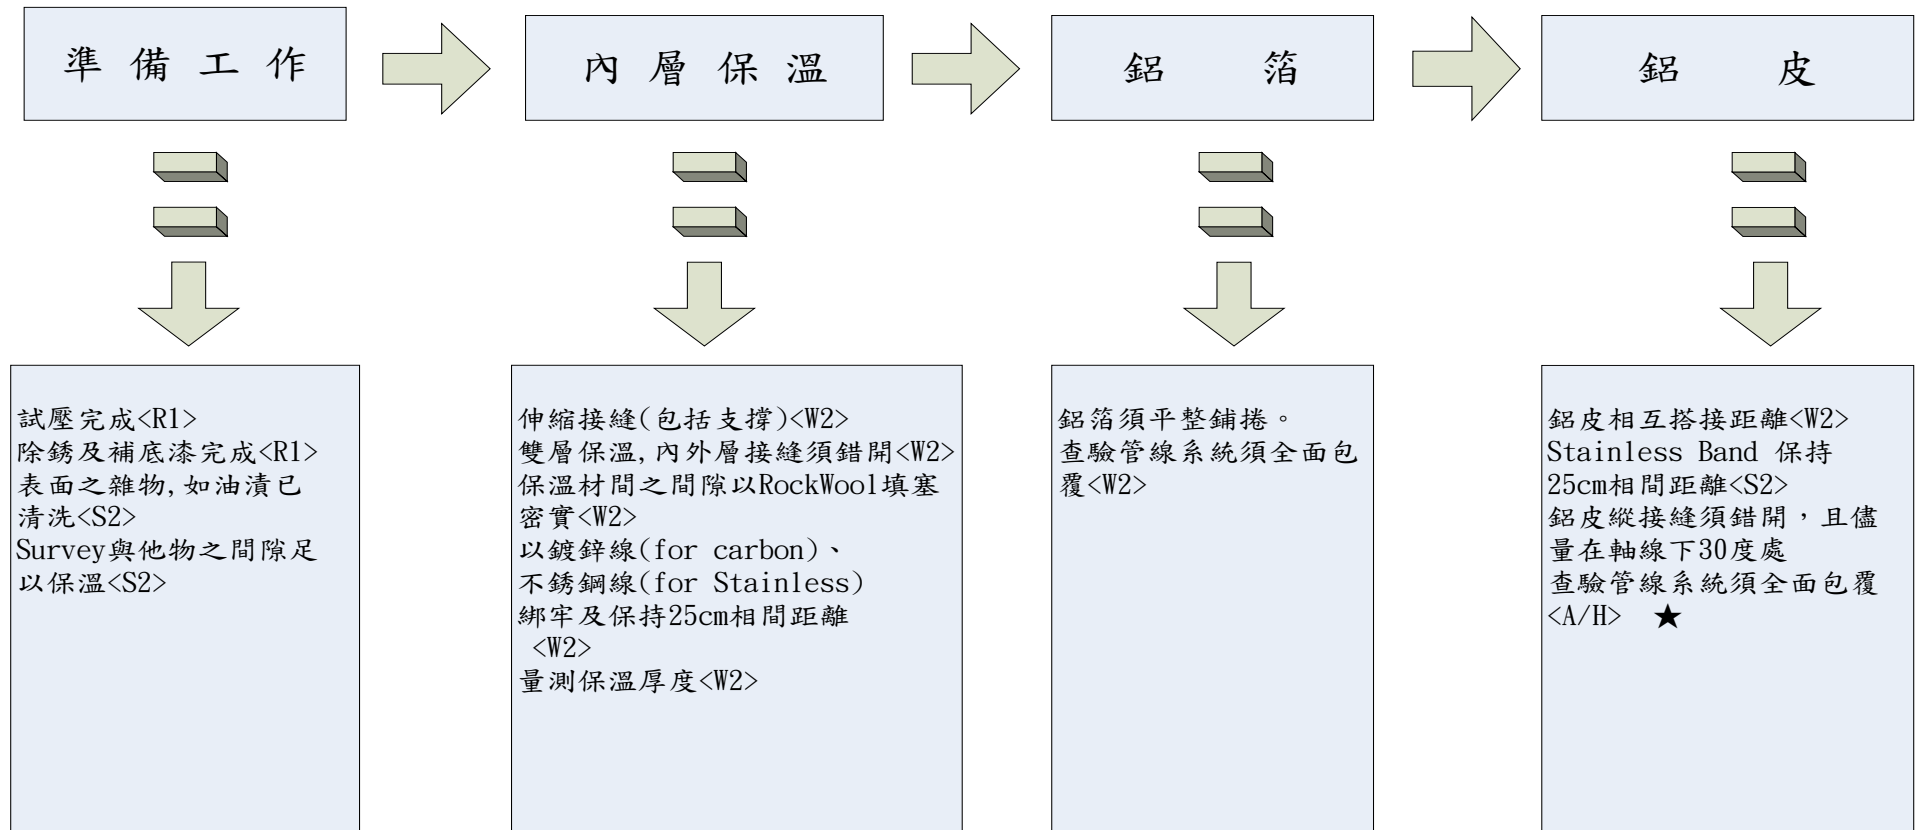 準備工作
內層保溫
鋁箔
鋁皮
試壓完成<R1>
除銹及補底漆完成<R1>
表面之雜物,如油漬已
清洗<S2>
Survey與他物之間隙足
以保溫<S2>
伸縮接縫(包括支撐)<W2>
雙層保溫,內外層接縫須錯開<W2>
保溫材間之間隙以RockWool填塞
密實<W2>
以鍍鋅線(for carbon)、
不銹鋼線(for Stainless)
綁牢及保持25cm相間距離
<W2>
量測保溫厚度<W2>
鋁箔須平整鋪捲。
查驗管線系統須全面包
覆<W2>
鋁皮相互搭接距離<W2>
Stainless Band 保持
25cm相間距離<S2>
鋁皮縱接縫須錯開，且儘
量在軸線下30度處
查驗管線系統須全面包覆
<A/H> ★